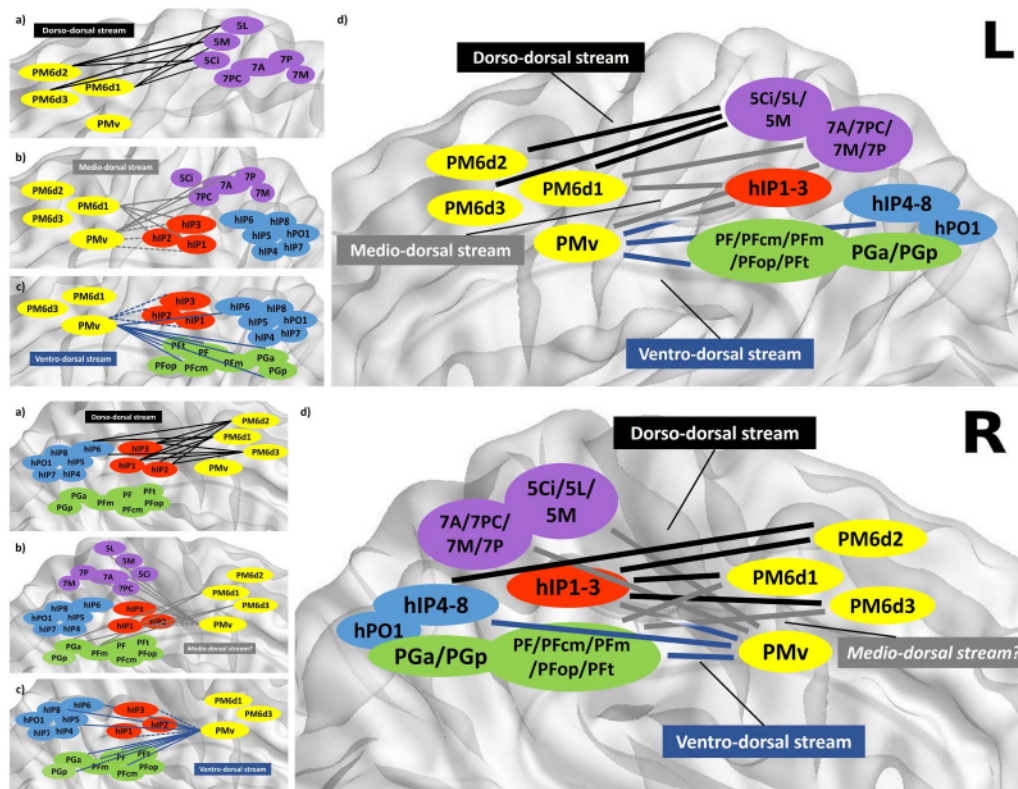 a)
Dorso-dorsal stream
5L
5M
5Ci
7P
7A
7PC
7M
PM6d2
PM6d1
PM6d3
PMv
b)
Medio-dorsal stream
5Ci
7P
7A
7PC
7M
PM6d2
PM6d1
PM6d3
PMv
hIP3
hIP2
hIP1
hIP6
hIP8
hIP5
hPO1
hIP4
hIP7
c)
PM6d1
PM6d3
PMv
hIP3
hIP2
hIP1
hIP6
hIP8
hIP5
hPO1
hIP4
hIP7
Ventro-dorsal stream
PFt
PF
PFop
PFcm
PFm
PGa
PGp
d)
L
Dorso-dorsal stream
5Ci/5L/
5M
7A/7PC/
7M/7P
PM6d2
PM6d1
PM6d3
hIP1-3
hIP4-8
hPO1
Medio-dorsal stream
PMv
PF/PFcm/PFm
/PFop/PFt
PGa/PGp
Ventro-dorsal stream
a)
Dorso-dorsal stream
PM6d2
PM6d1
PM6d3
PMv
hIP8
hIP6
hIP3
hPO1
hIP5
hIP7
hIP4
hIP1
hIP2
PGa
PGp
PFm
PF
PFt
PFcm
PFop
b)
5L
5M
7P
7A
5Ci
7M
7PC
PM6d2
PM6d1
PM6d3
PMv
hIP8
hIP6
hIP3
hPO1
hIP5
hIP7
hIP4
hIP1
hIP2
PGa
PGp
PFm
PF
PFt
PFcm
PFop
Medio-dorsal stream?
c)
PM6d1
PM6d3
PMv
hIP8
hIP6
hIP3
hPO1
hIP5
hIP2
hIP7
hIP4
hIP1
PGa
PGp
PFm
PF
PFt
PFcm
PFop
Ventro-dorsal stream
d)
R
Dorso-dorsal stream
5Ci/5L/
5M
7A/7PC/
7M/7P
PM6d2
hIP1-3
PM6d1
hIP4-8
PM6d3
hPO1
PGa/PGp
PF/PFcm/PFm
/PFop/PFt
PMv
Medio-dorsal stream?
Ventro-dorsal stream